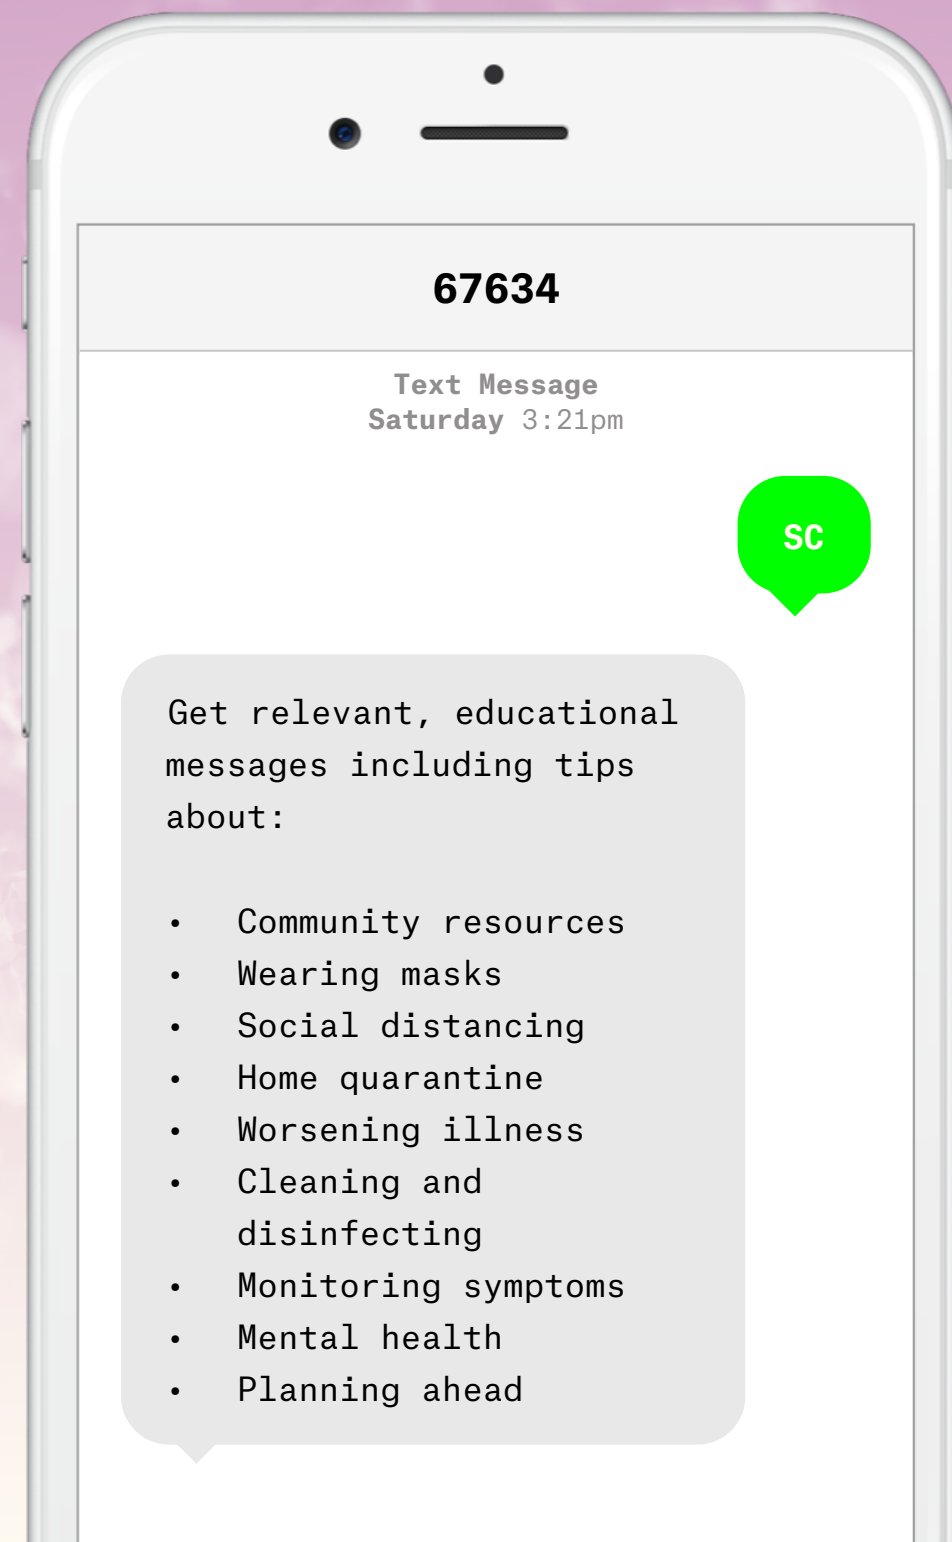 67634
Text Message
Saturday 3:21pm
SC
Get relevant, educational
messages including tips
about:
• Community resources
• Wearing masks
• Social distancing
• Home quarantine
• Worsening illness
• Cleaning and
disinfecting
• Monitoring symptoms
• Mental health
• Planning ahead